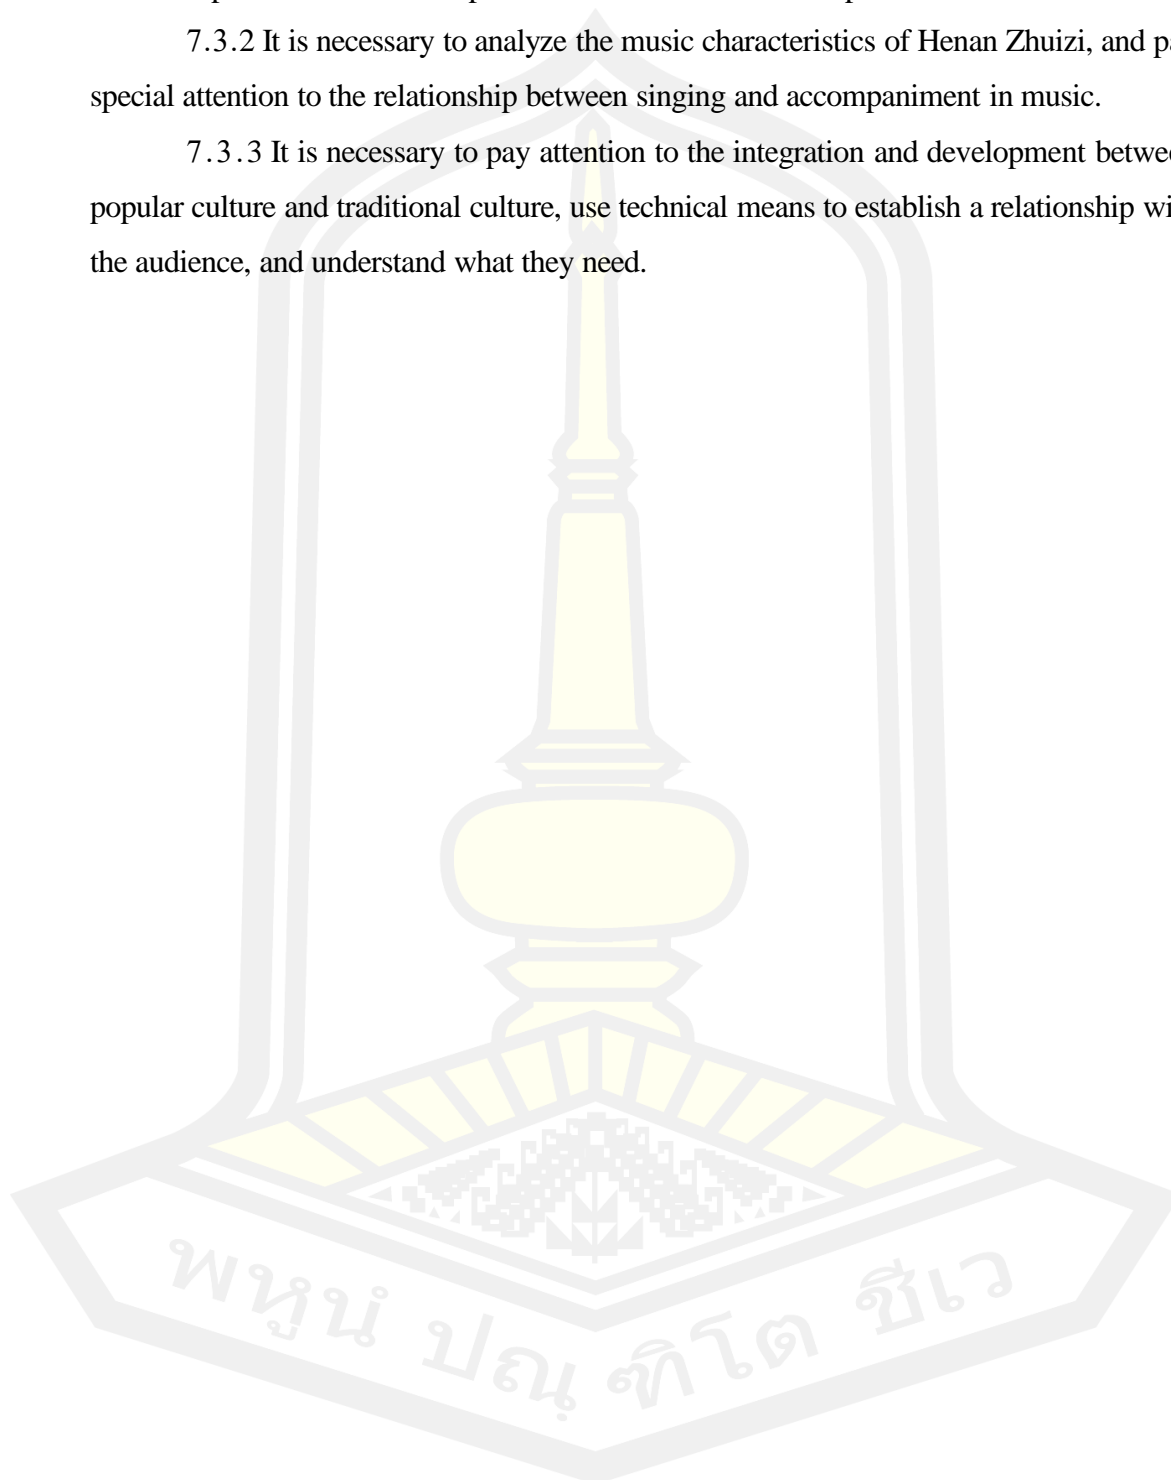 7.3.2 It is necessary to analyze the music characteristics of Henan Zhuizi, and
special attention to the relationship between singing and accompaniment in music.
7.3.3 It is necessary to pay attention to the integration and development
popular culture and traditional culture, use technical means to establish a relationship
the audience, and understand what they need.
พหูนํ ปณฺฑิโต ชีเว